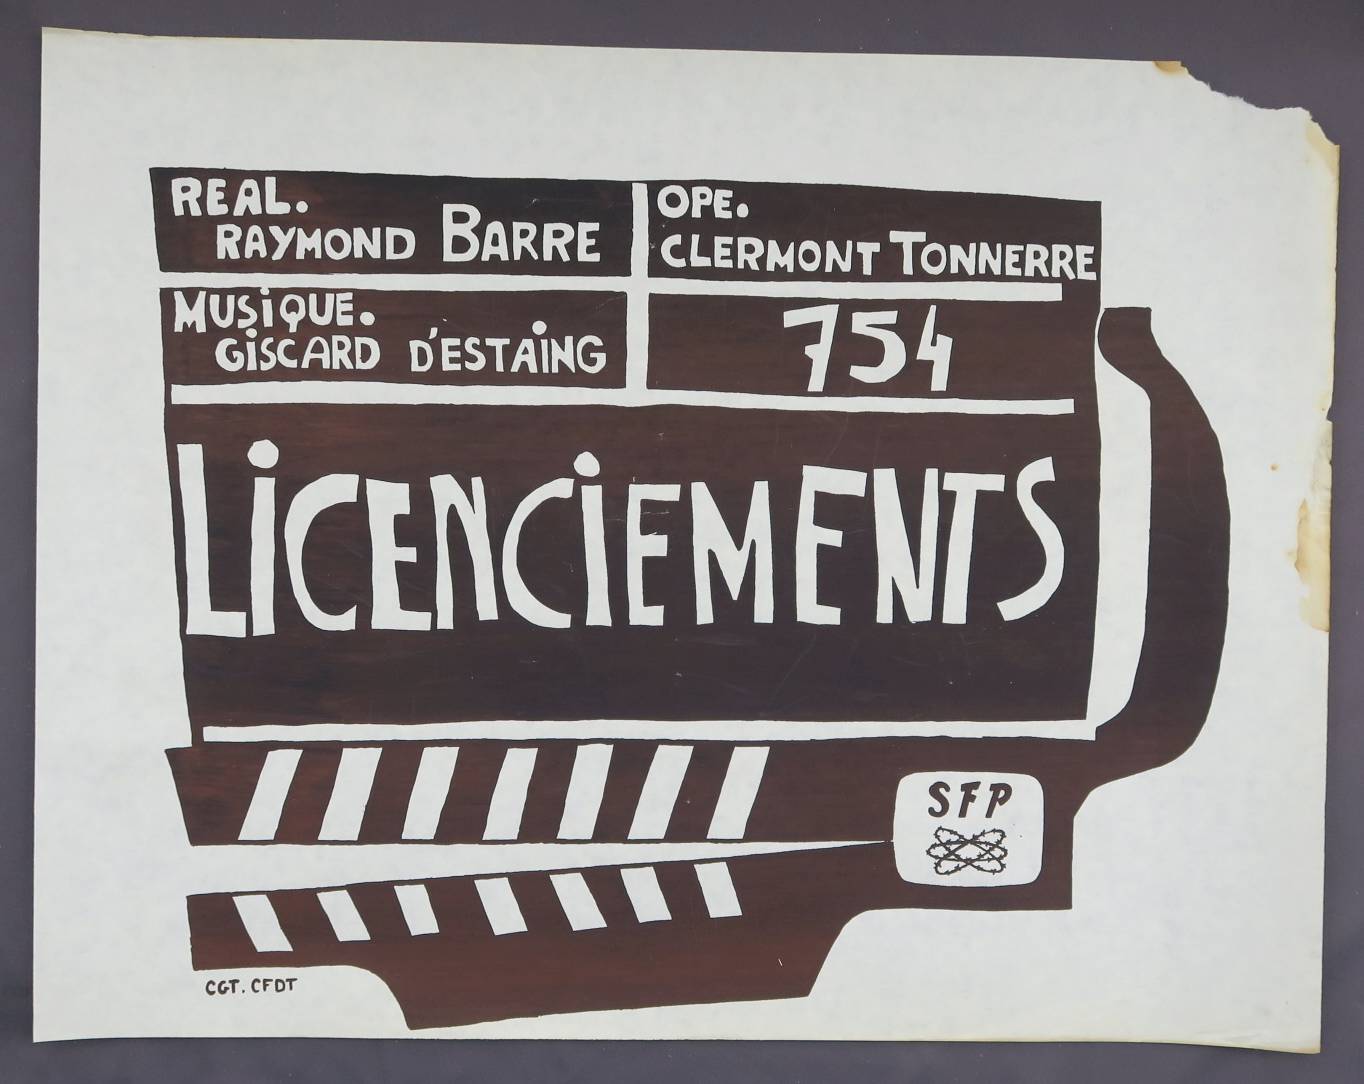 REAL.
RAYMOND BARRE
OPE.
CLERMONT TONNERRE
MUSiQUE.
GiSCARD D'ESTAiNG
754
LiCENCiEMENTS
SFP
CGT. CFDT